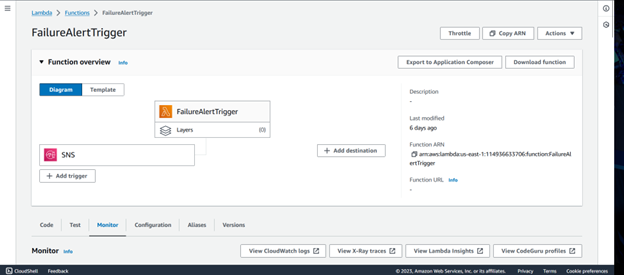 Lambda > Functions > FailureAlertTrigger
FailureAlertTrigger
Throttle
Copy ARN
Actions
Function overview Info
Export to Application Composer
Download function
Diagram
Template
FailureAlertTrigger
Layers (0)
SNS
+ Add trigger
+ Add destination
Description
-
Last modified
6 days ago
Function ARN
arn:aws:lambda:us-east-1:114936633706:function:FailureAl
ertTrigger
Function URL Info
-
Code
Test
Monitor
Configuration
Aliases
Versions
Monitor Info
View CloudWatch logs
View X-Ray traces
View Lambda Insights
View CodeGuru profiles
CloudShell
Feedback
© 2023, Amazon Web Services, Inc. or its affiliates.
Privacy
Terms
Cookie preferences